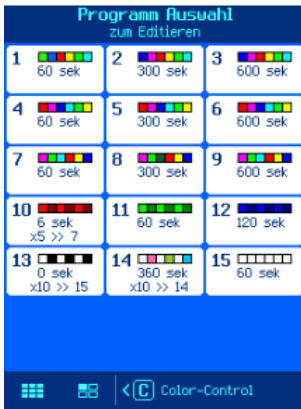 Programm Auswahl
zum Editieren
1
60 sek
2
300 sek
3
600 sek
4
60 sek
5
300 sek
6
600 sek
7
60 sek
8
300 sek
9
600 sek
10
6 sek
x5 >> 7
11
60 sek
12
120 sek
13
0 sek
x10 >> 15
14
360 sek
x10 >> 14
15
60 sek
<C Color-Control